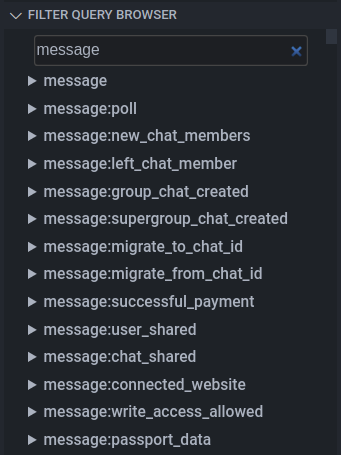 FILTER QUERY BROWSER
message
message
message:poll
message:new_chat_members
message:left_chat_member
message:group_chat_created
message:supergroup_chat_created
message:migrate_to_chat_id
message:migrate_from_chat_id
message:successful_payment
message:user_shared
message:chat_shared
message:connected_website
message:write_access_allowed
message:passport_data